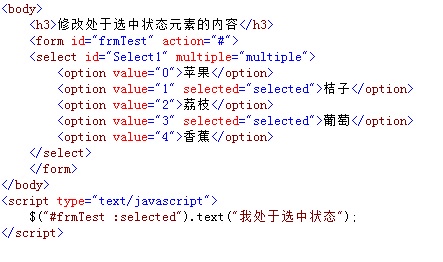 <body>
<h3>修改处于选中状态元素的内容</h3>
<form id="frmTest" action="#">
<select id="Select1" multiple="multiple">
<option value="0">苹果</option>
<option value="1" selected="selected">桔子</option>
<option value="2">荔枝</option>
<option value="3" selected="selected">葡萄</option>
<option value="4">香蕉</option>
</select>
</form>
</body>
<script type="text/javascript">
$("#frmTest :selected").text("我处于选中状态");
</script>